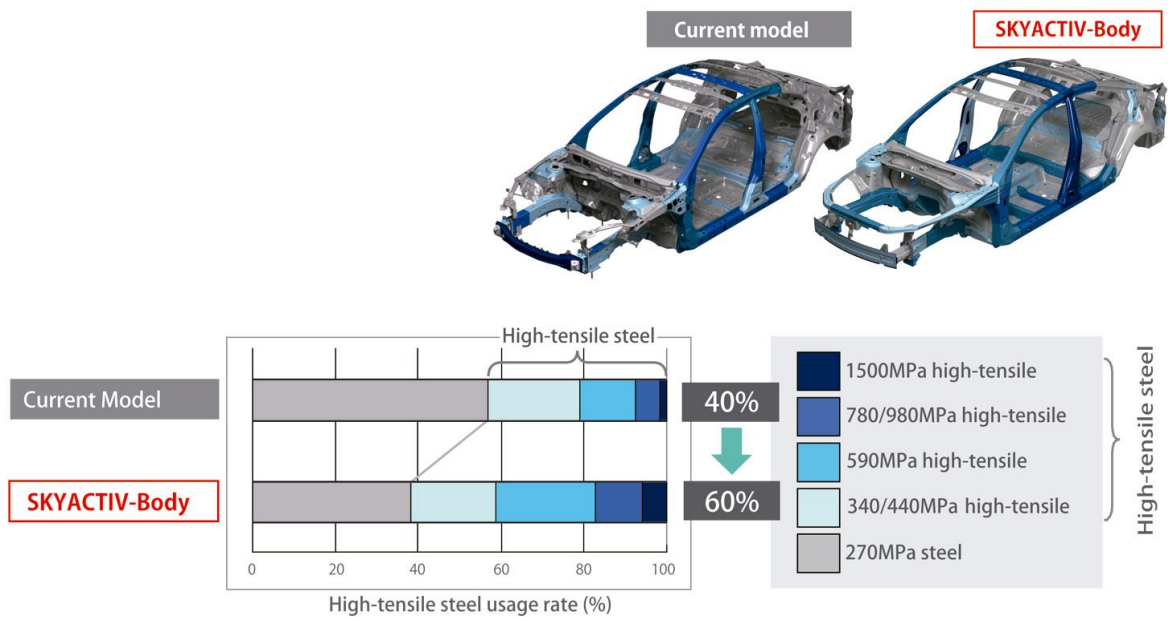 Current model
SKYACTIV-Body
High-tensile steel
Current Model
40%
SKYACTIV-Body
60%
0 20 40 60 80 100
High-tensile steel usage rate (%)
1500MPa high-tensile
780/980MPa high-tensile
590MPa high-tensile
340/440MPa high-tensile
270MPa steel
High-tensile steel